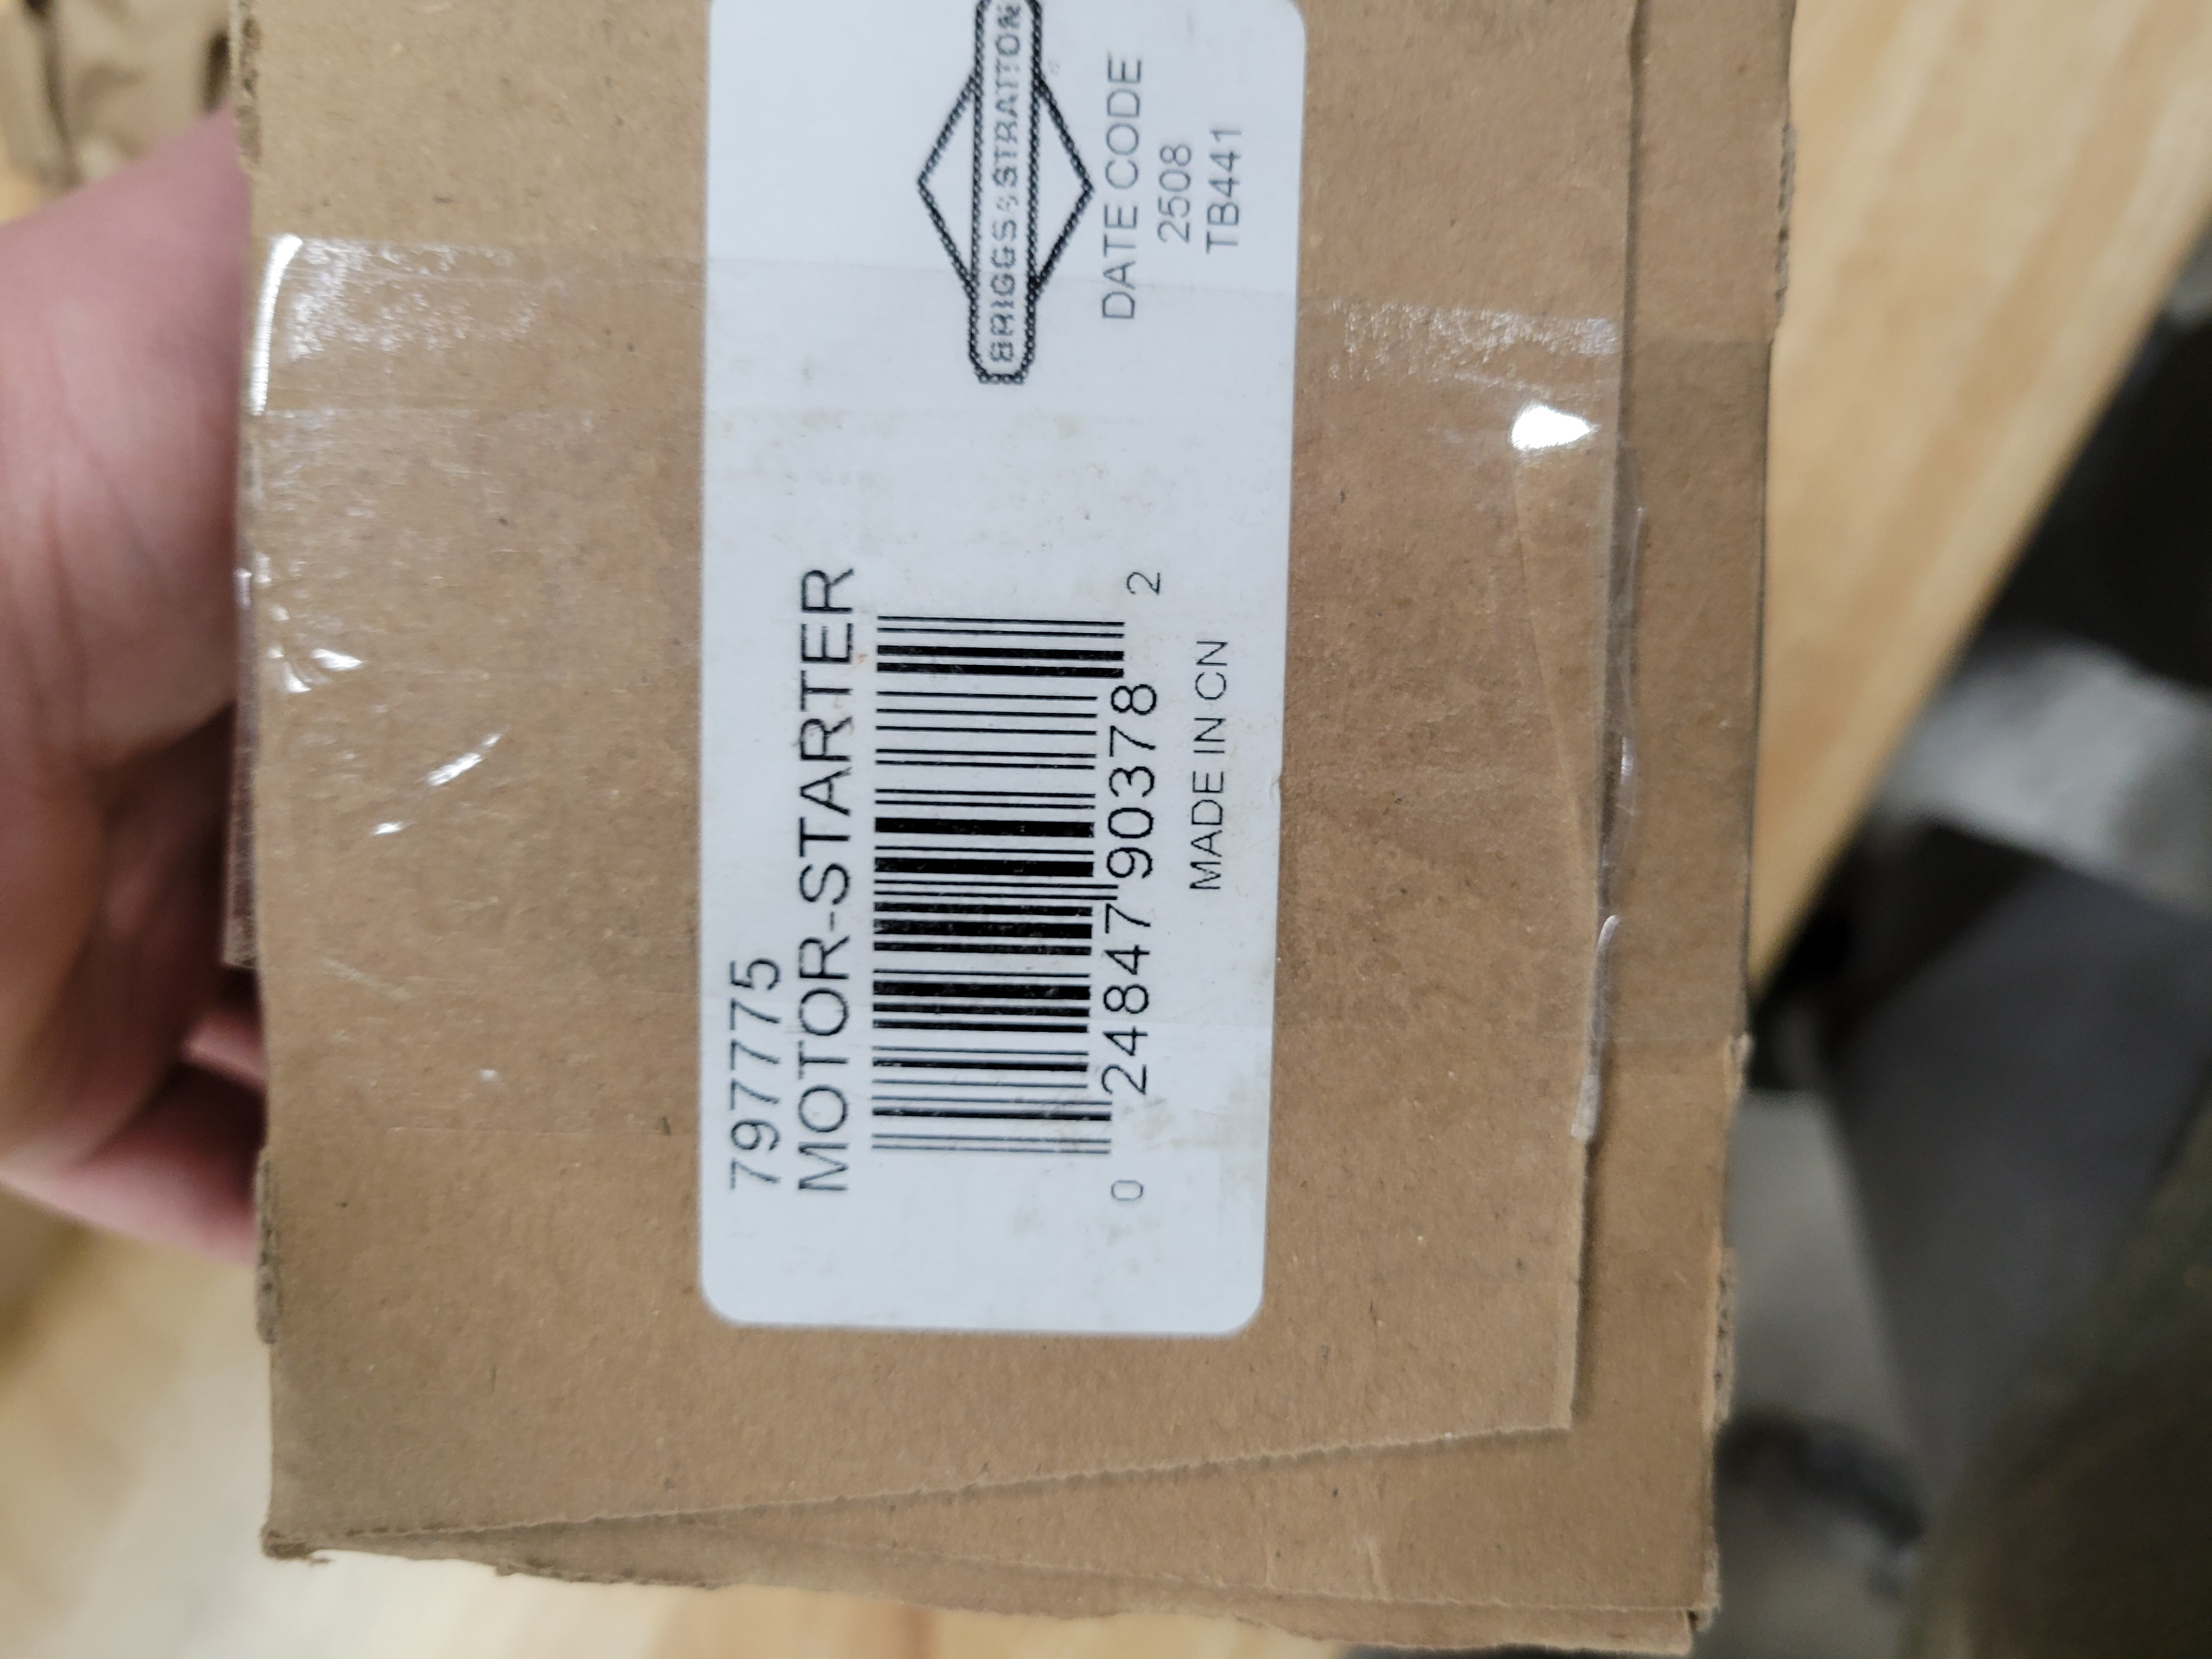 797775
MOTOR-STARTER
0 24847 90378 2
MADE IN CN
BRIGGS & STRATTON
DATE CODE
2508
TB441